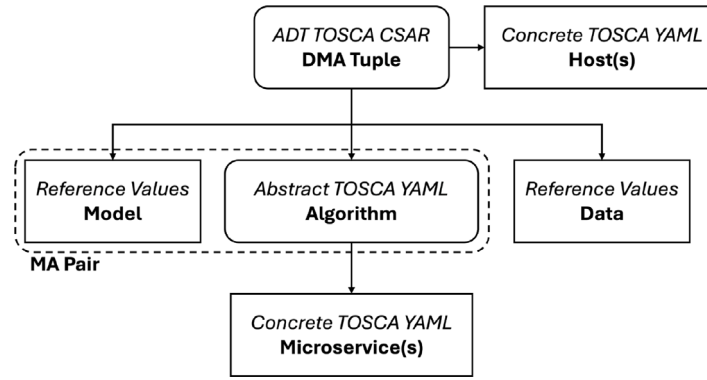 ADT TOSCA CSAR
DMA Tuple
Concrete TOSCA YAML
Host(s)
Reference Values
Model
Abstract TOSCA YAML
Algorithm
Reference Values
Data
MA Pair
Concrete TOSCA YAML
Microservice(s)